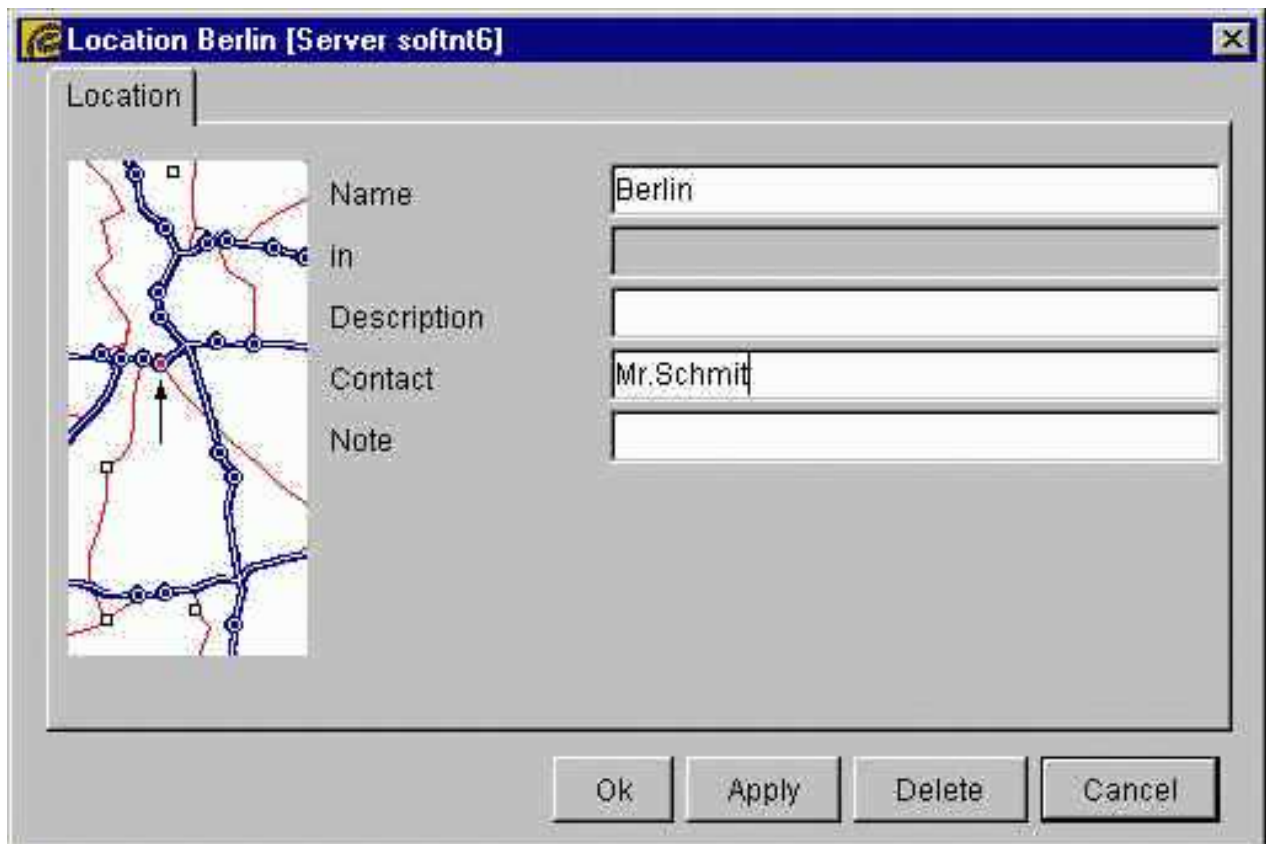 Location Berlin [Server softnt6]
Location
Name Berlin
In
Description
Contact Mr.Schmit
Note
Ok Apply Delete Cancel